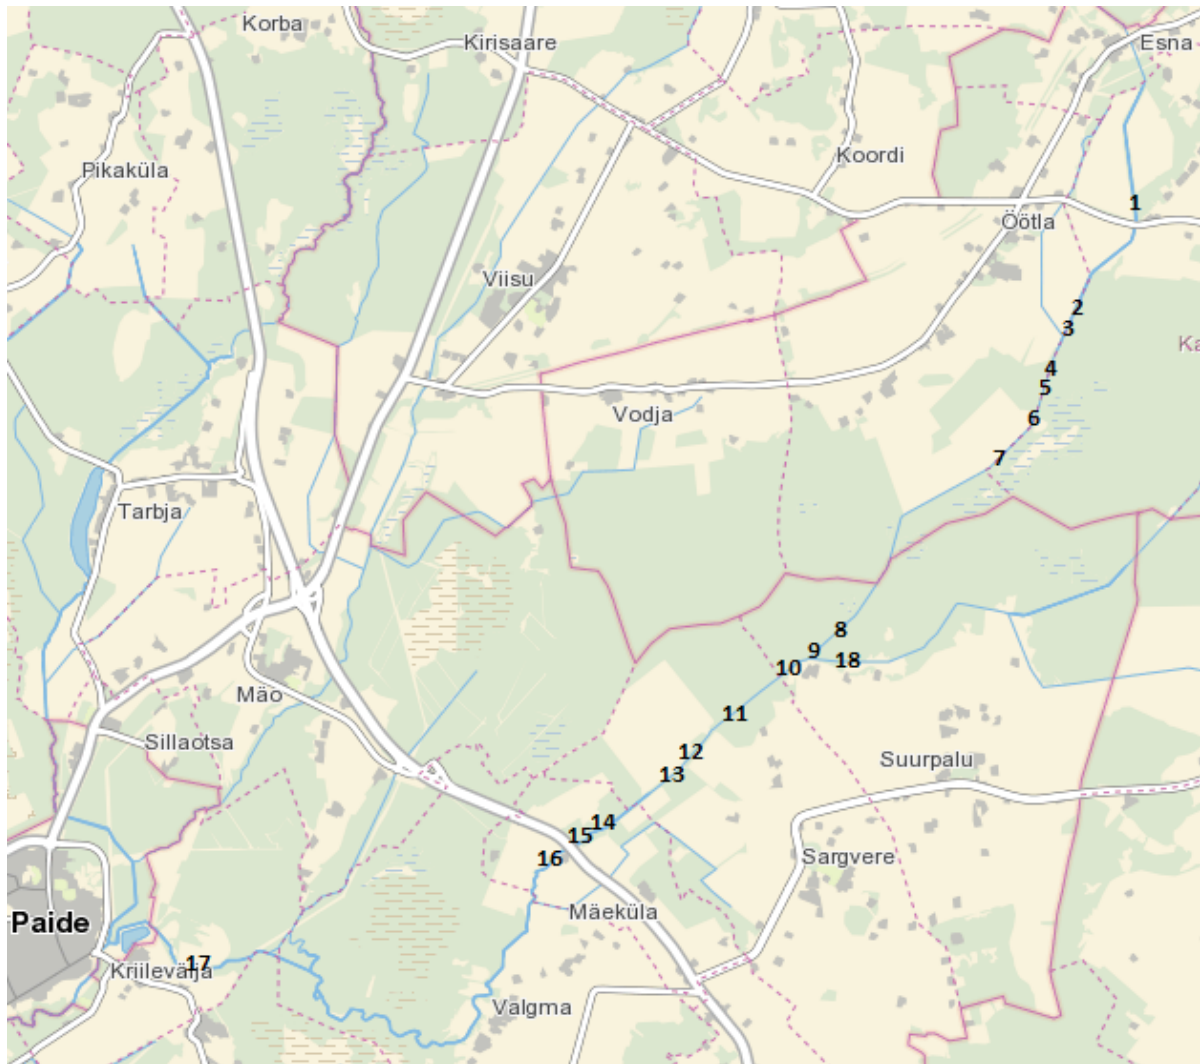 Korba
Kirisaare
Esna
Pikaküla
Koordi
1
Öötla
Viisu
2
3
Ka
4
5
Vodja
6
7
Tarbja
8
9
18
10
Mäo
11
Sillaotsa
12
Suurpalu
13
14
15
16
Sargvere
Paide
Mäeküla
17
Kriilevälja
Valgma